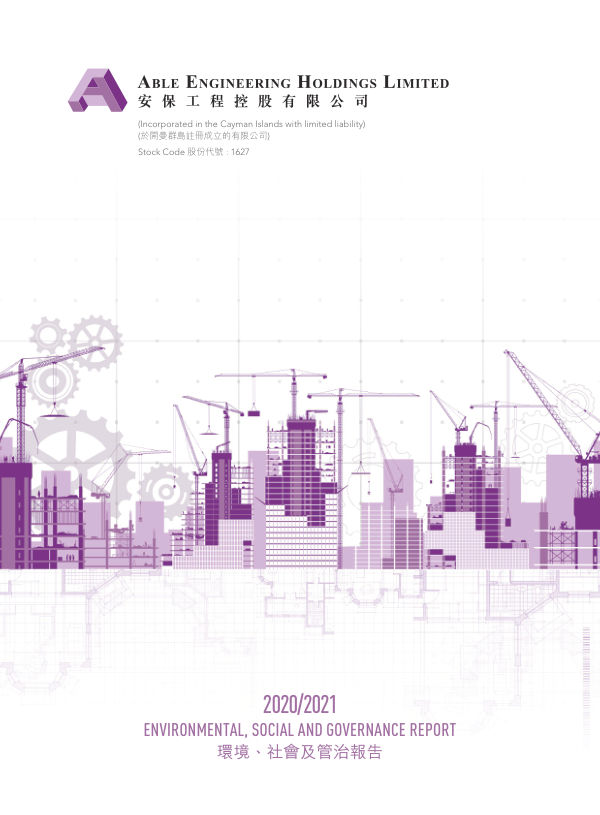 ABLE ENGINEERING HOLDINGS LIMITED
安保工程控股有限公司
(Incorporated in the Cayman Islands with limited liability)
(於開曼群島註冊成立的有限公司)
Stock Code 股份代號 : 1627
2020/2021
ENVIRONMENTAL, SOCIAL AND GOVERNANCE REPORT
環境、社會及管治報告